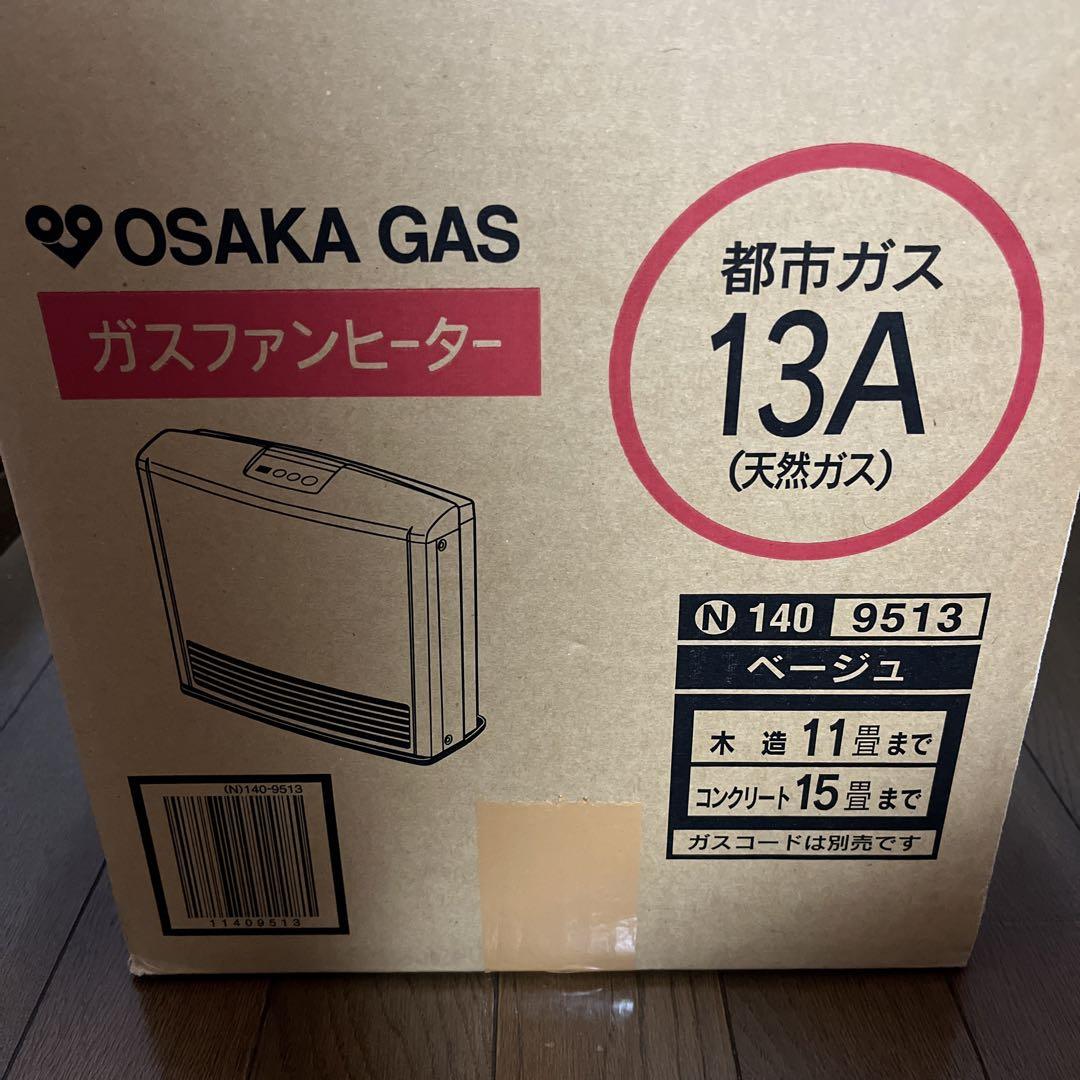 OSAKA GAS
ガスファンヒーター
都市ガス
13A
(天然ガス)
N 140 9513
ベージュ
木造 11畳まで
コンクリート 15畳まで
ガスコードは別売です
(N)140-9513
11409513